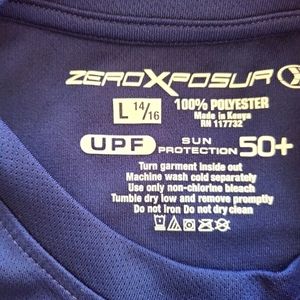 ZEROXPOSUR
L 14/16 100% POLYESTER
Made in Kenya
RN 117732
UPF SUN PROTECTION 50+
Turn garment inside out
Machine wash cold separately
Use only non-chlorine bleach
Tumble dry low and remove promptly
Do not Iron Do not dry clean